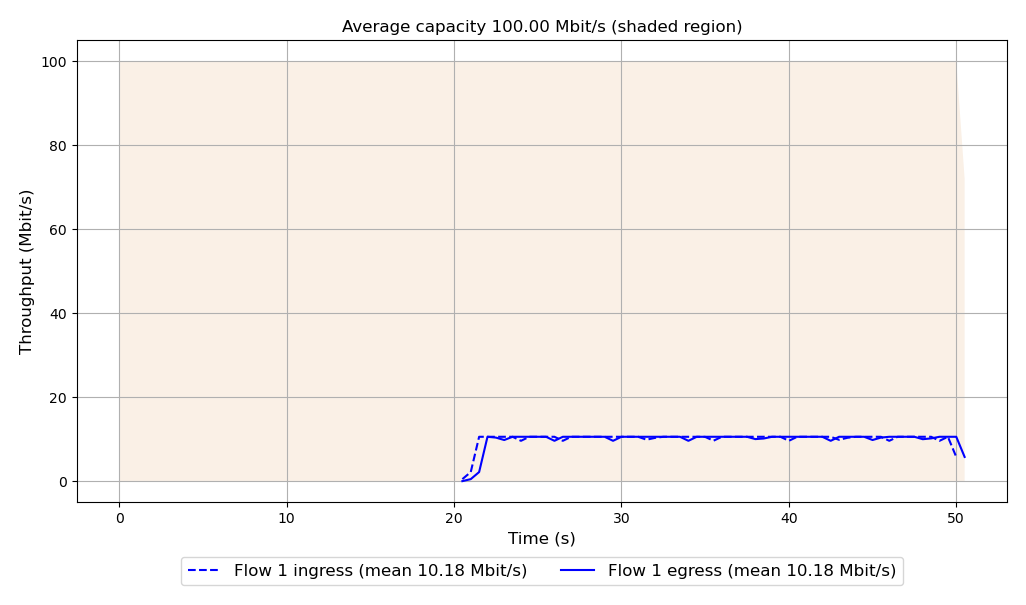 Average capacity 100.00 Mbit/s (shaded region)
Throughput (Mbit/s)
100
80
60
40
20
0
0 10 20 30 40 50
Time (s)
Flow 1 ingress (mean 10.18 Mbit/s) Flow 1 egress (mean 10.18 Mbit/s)